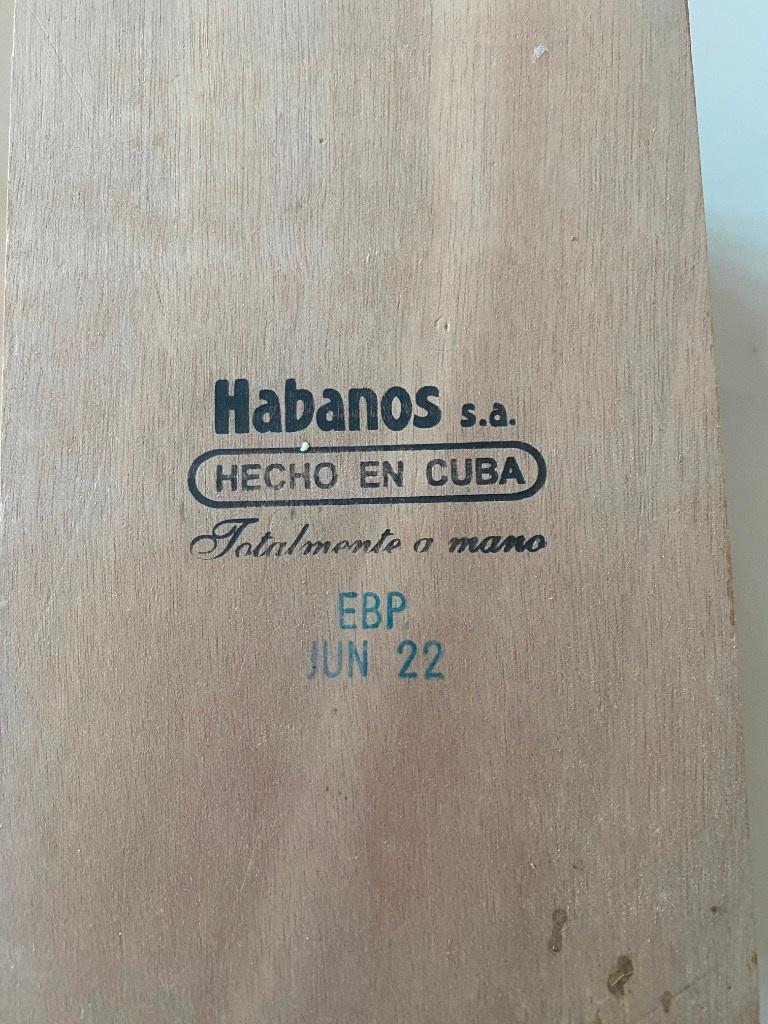 Habanos s.a.
HECHO EN CUBA
Totalmente a mano
EBP
JUN 22